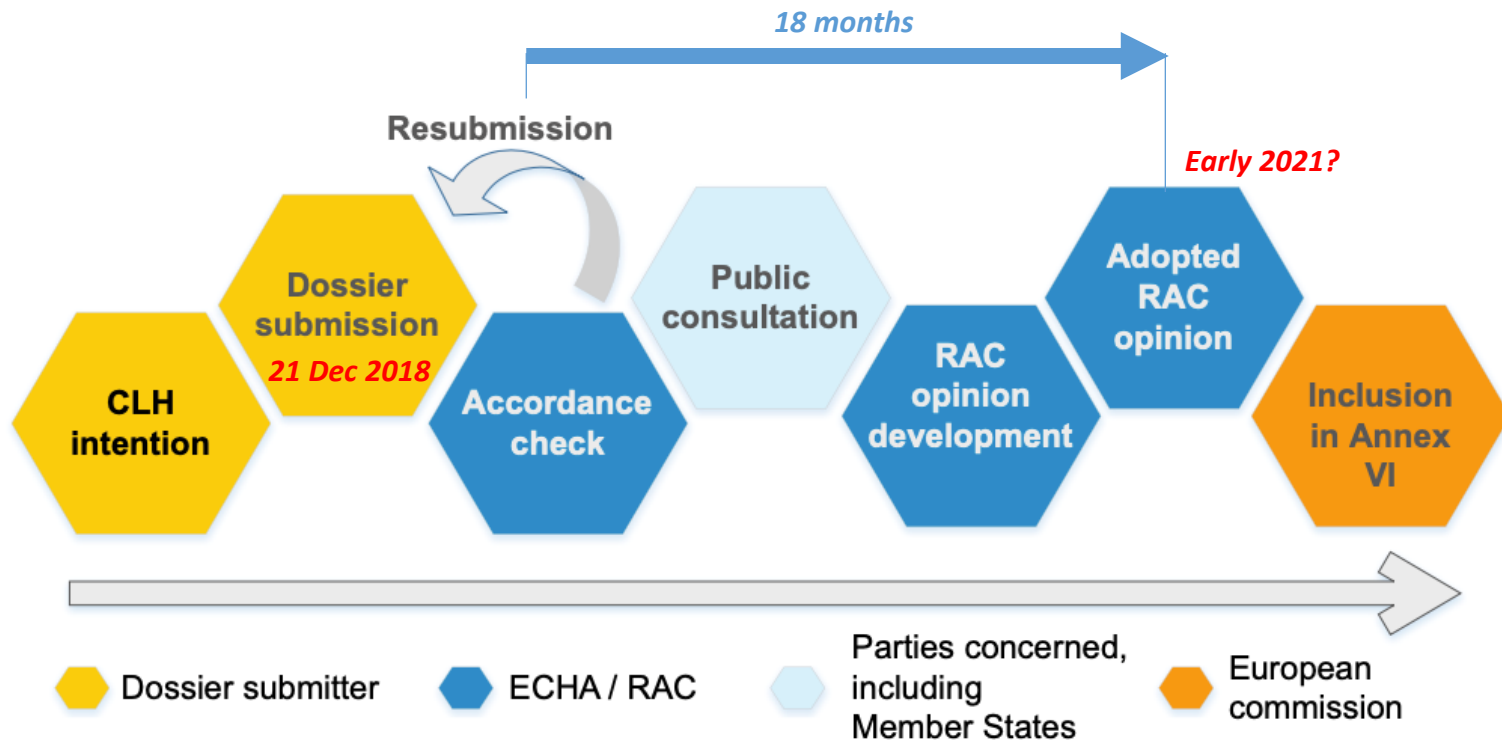 18 months
Resubmission
Early 2021?
CLH
intention
Dossier
submission
21 Dec 2018
Accordance
check
Public
consultation
RAC
opinion
development
Adopted
RAC
opinion
Inclusion
in Annex
VI
Dossier submitter
ECHA / RAC
Parties concerned,
including
Member States
European
commission